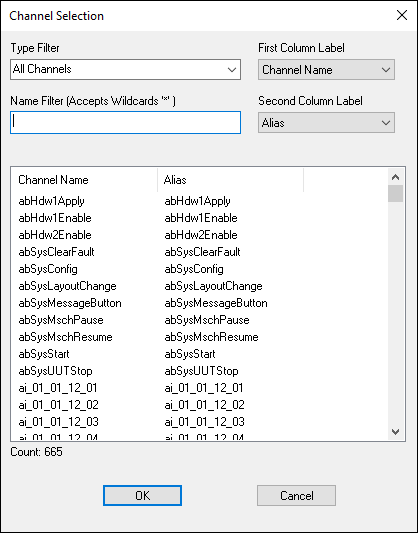 Channel Selection
Type Filter
First Column Label
All Channels
Channel Name
Name Filter (Accepts Wildcards '*' )
Second Column Label
Alias
Channel Name Alias
abHdw1Apply abHdw1Apply
abHdw1Enable abHdw1Enable
abHdw2Enable abHdw2Enable
abSysClearFault abSysClearFault
abSysConfig abSysConfig
abSysLayoutChange abSysLayoutChange
abSysMessageButton abSysMessageButton
abSysMschPause abSysMschPause
abSysMschResume abSysMschResume
abSysStart abSysStart
abSysUUTStop abSysUUTStop
ai_01_01_12_01 ai_01_01_12_01
ai_01_01_12_02 ai_01_01_12_02
ai_01_01_12_03 ai_01_01_12_03
ai_01_01_12_04 ai_01_01_12_04
Count: 665
OK Cancel